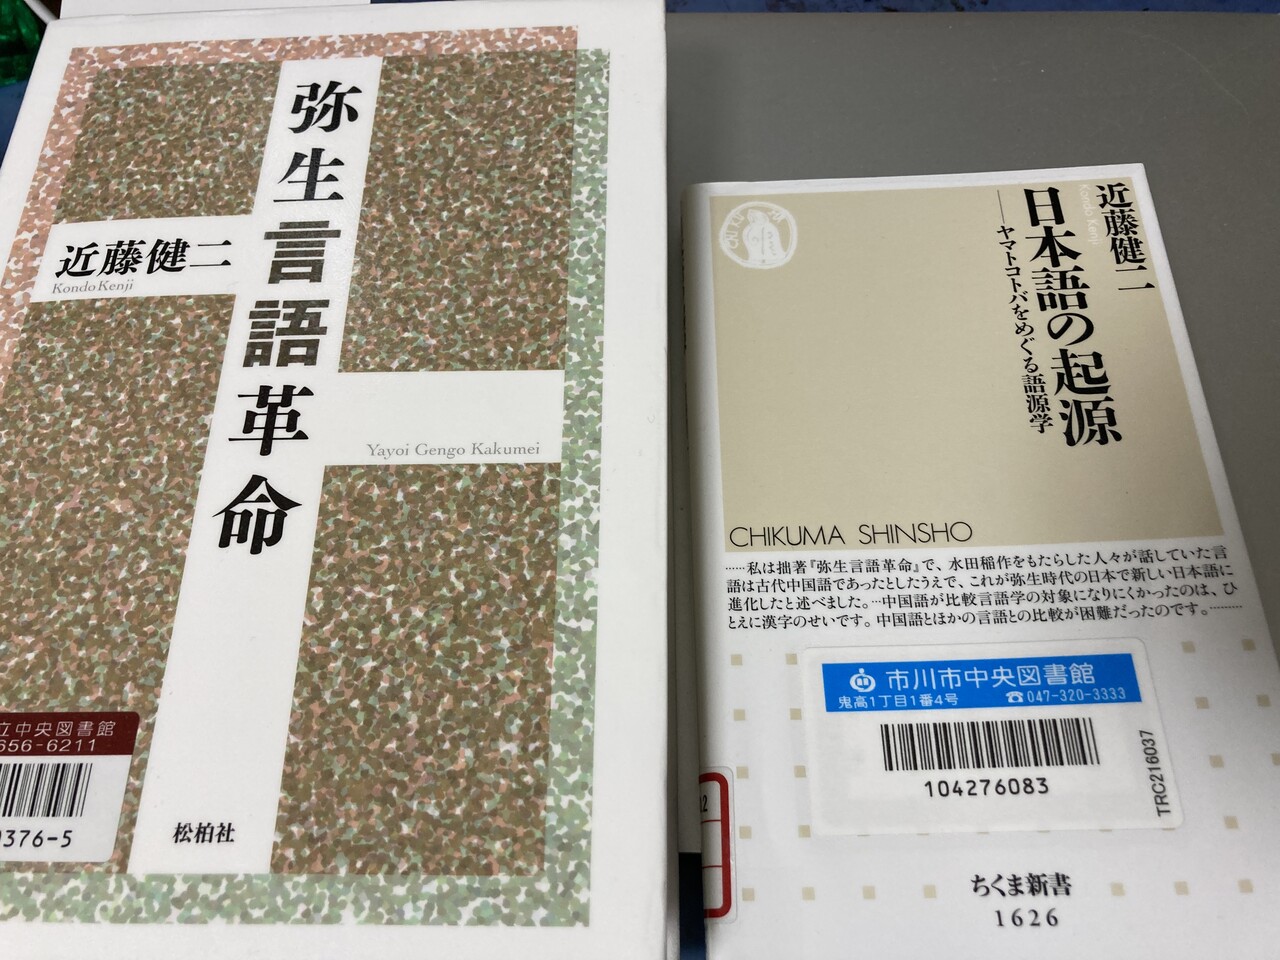 弥生言語革命
近藤健二
Kondo Kenji
Yayoi Gengo Kakumei
立中央図書館
656-6211
0376-5
松柏社
近藤健二
Kondo Kenji
日本語の起源
──ヤマトコトバをめぐる語源学
CHIKUMA SHINSHO
……私は拙著『弥生言語革命』で、水田稲作をもたらした人々が話していた言
語は古代中国語であったとしたうえで、これが弥生時代の日本で新しい日本語に
進化したと述べました。…中国語が比較言語学の対象になりにくかったのは、ひ
とえに漢字のせいです。中国語とほかの言語との比較が困難だったのです。………
市川市中央図書館
鬼高1丁目1番4号 ☎047-320-3333
104276083
TRC216037
ちくま新書
1626